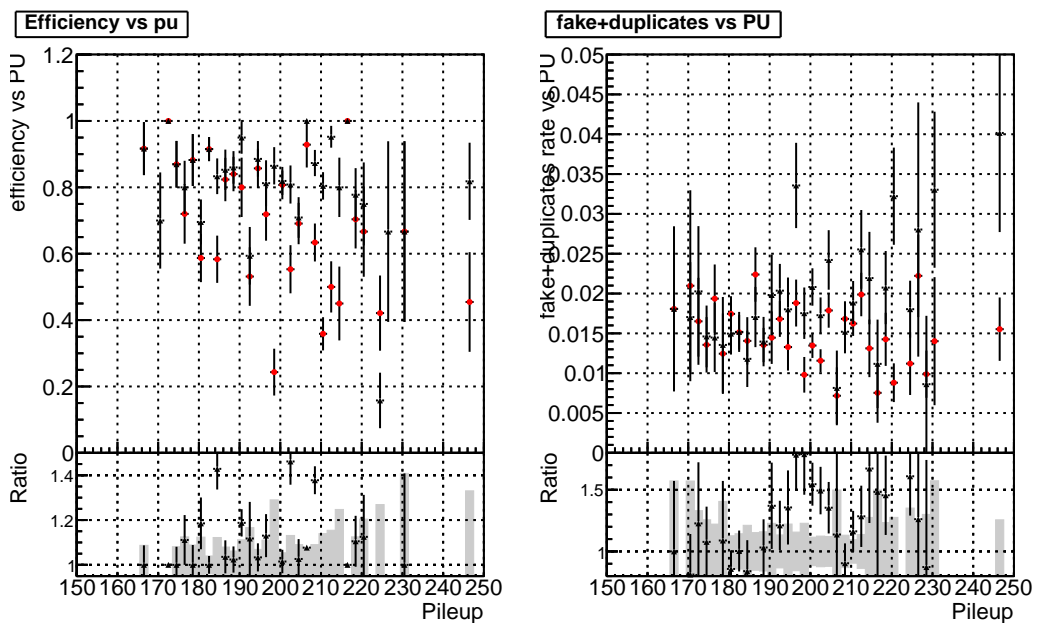 Efficiency vs pu
efficiency vs PU
1.2
1
0.8
0.6
0.4
0.2
0
Ratio
1.4
1.2
1
150 160 170 180 190 200 210 220 230 240 250
Pileup
fake+duplicates vs PU
fake+duplicates rate vs PU
0.05
0.045
0.04
0.035
0.03
0.025
0.02
0.015
0.01
0.005
0
Ratio
1.5
1
150 160 170 180 190 200 210 220 230 240 250
Pileup